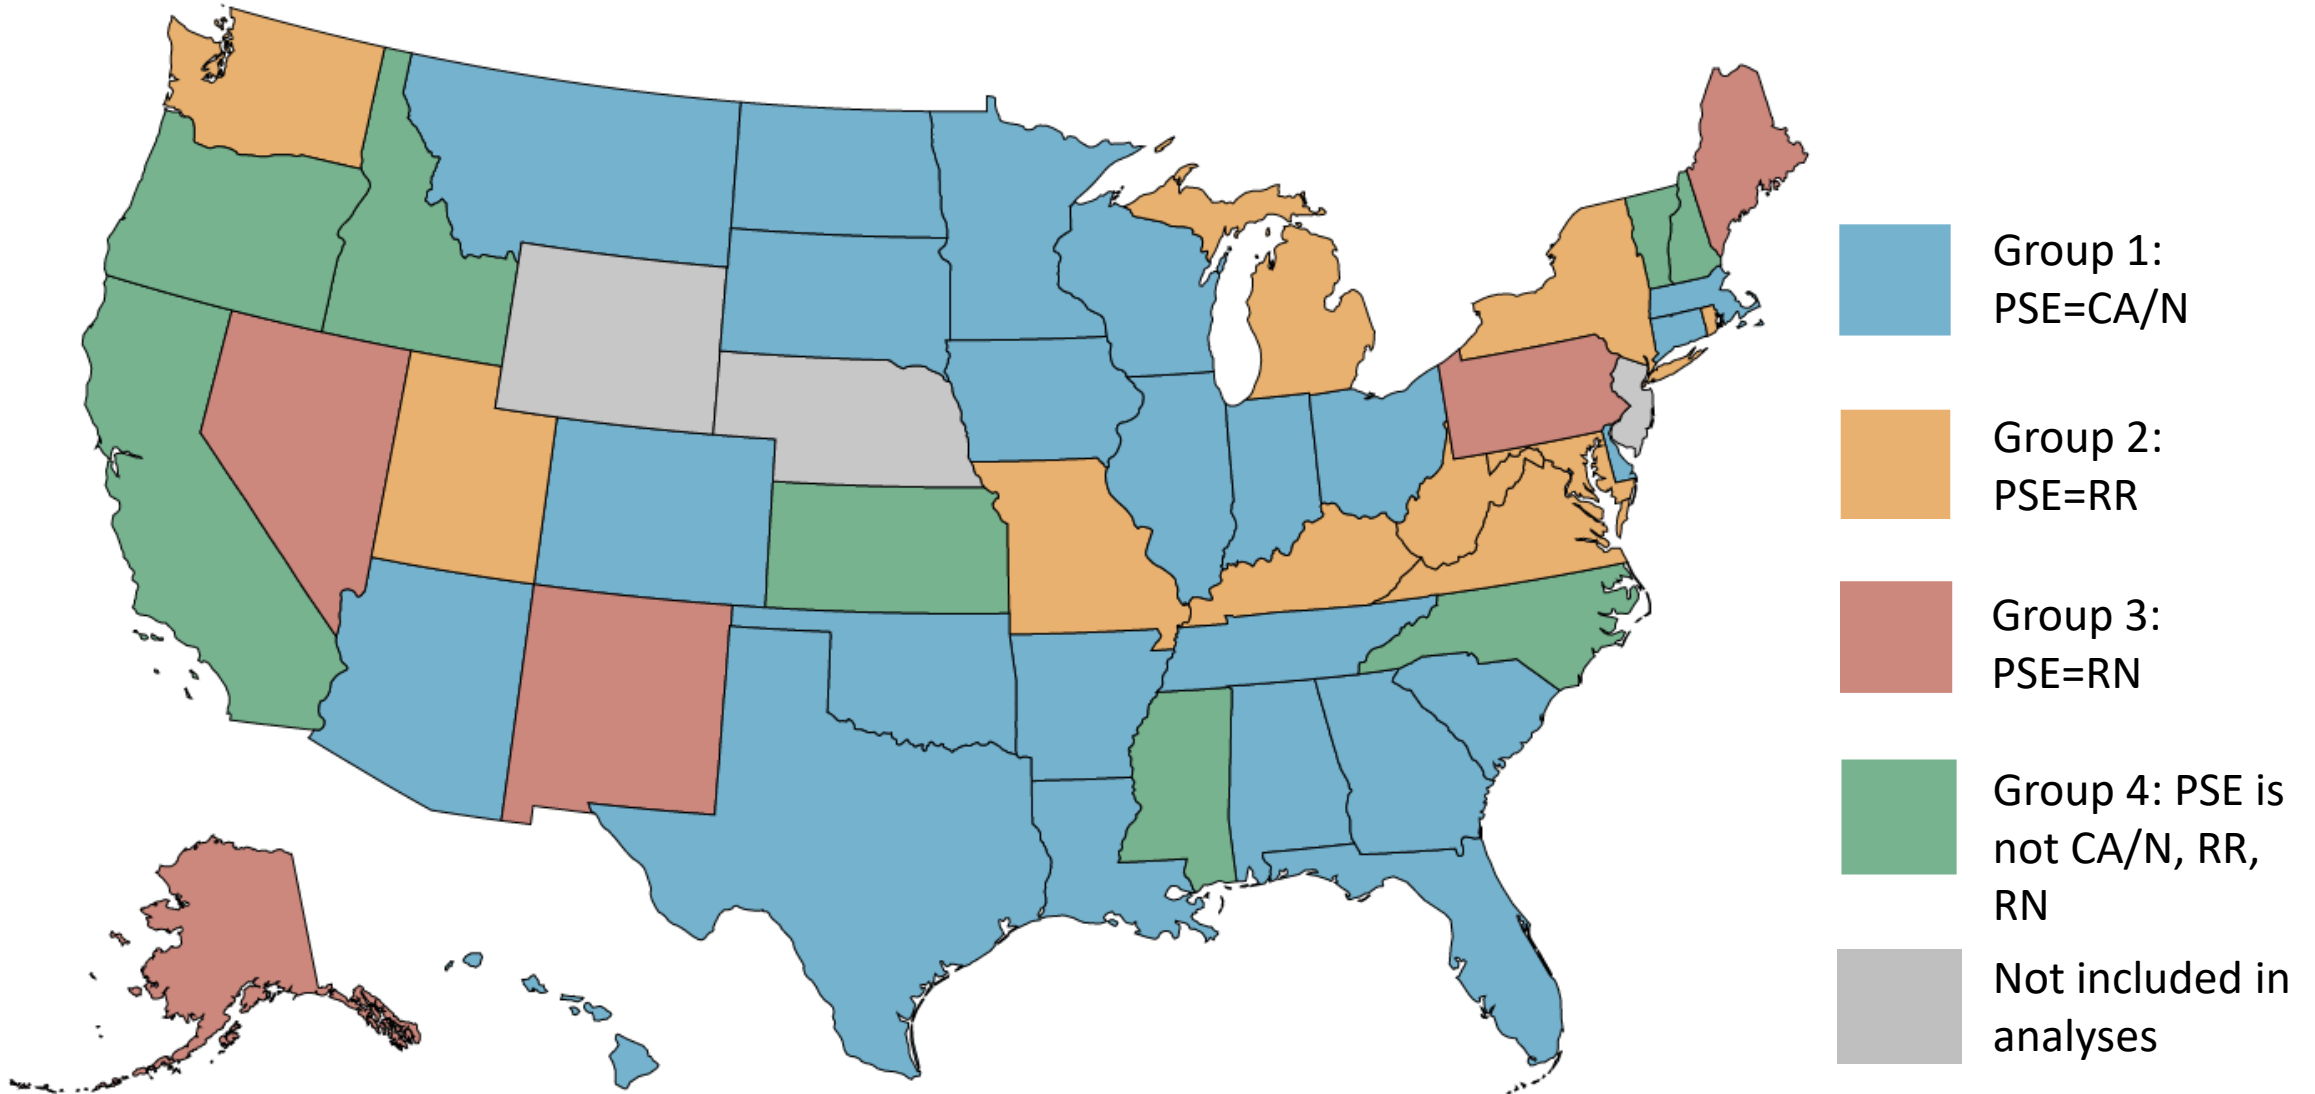 Group 1:
PSE=CA/N
Group 2:
PSE=RR
Group 3:
PSE=RN
Group 4: PSE is
not CA/N, RR,
RN
Not included in
analyses